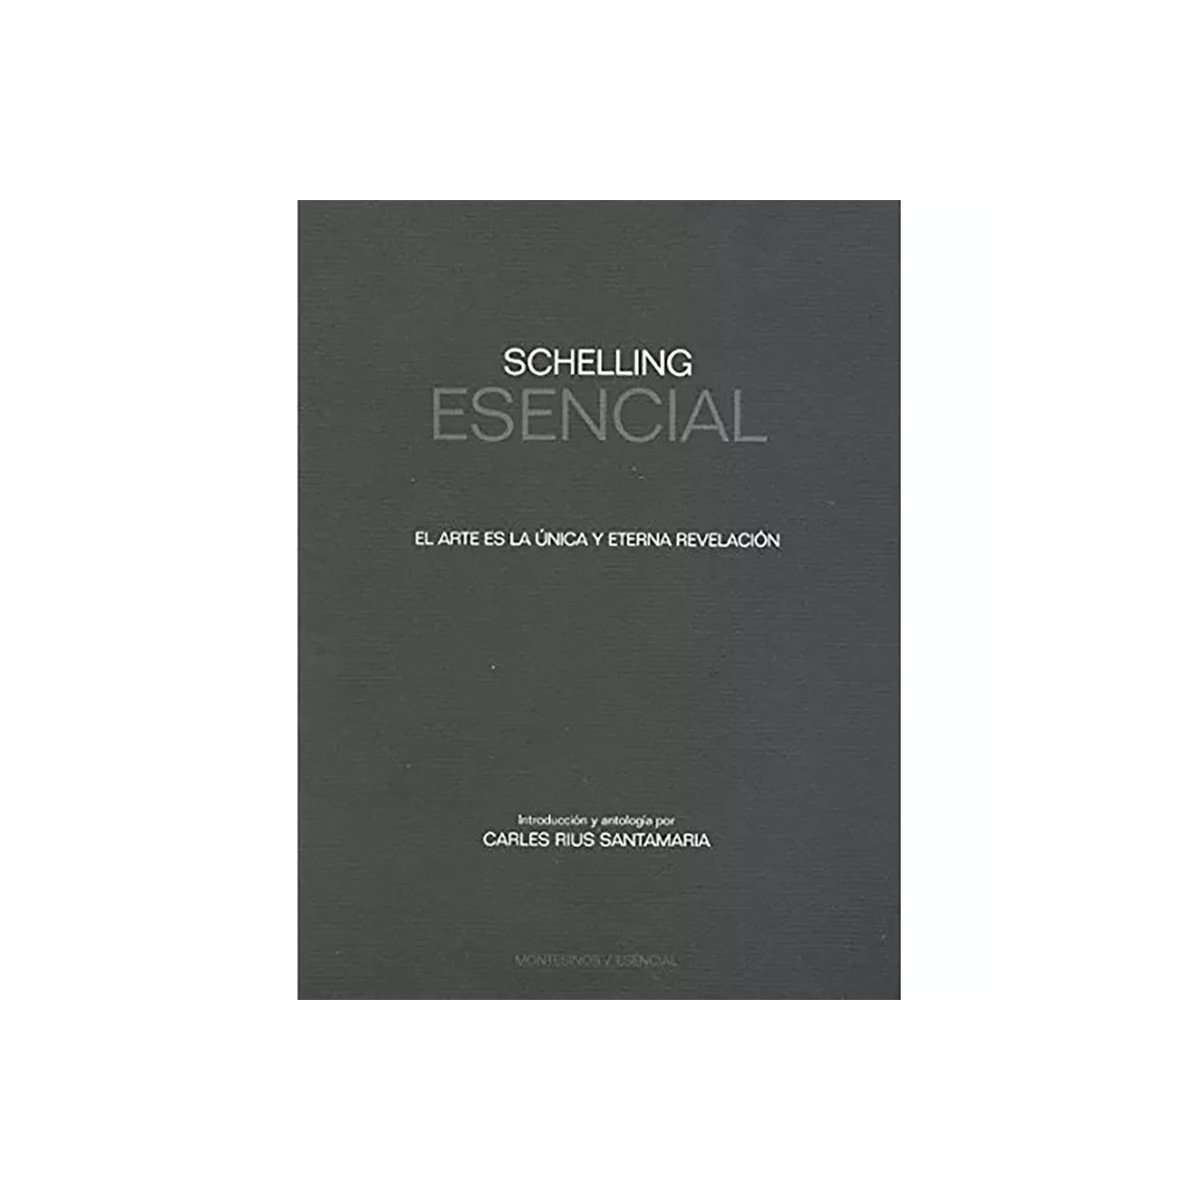 SCHELLING
ESENCIAL
EL ARTE ES LA ÚNICA Y ETERNA REVELACIÓN
Introducción y antología por
CARLES RIUS SANTAMARIA
MONTESINOS / ESENCIAL